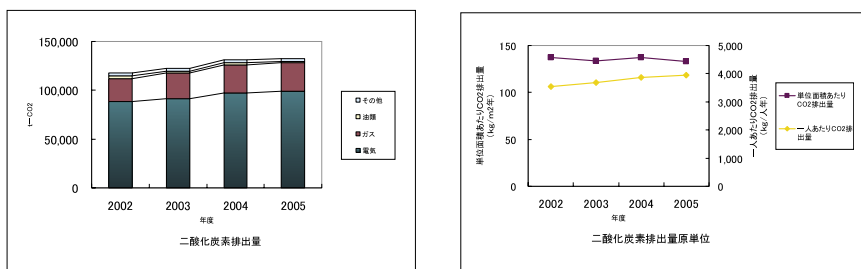 150,000
100,000
50,000
0
t-CO2
2002 2003 2004 2005
年度
その他
油類
ガス
電気
二酸化炭素排出量
150
100
50
0
単位面積あたりCO2排出量
(kg/m2年)
5,000
4,000
3,000
2,000
1,000
0
一人あたりCO2排出量
(kg/人年)
2002 2003 2004 2005
年度
単位面積あたり
CO2排出量
一人あたりCO2排
出量
二酸化炭素排出量原単位